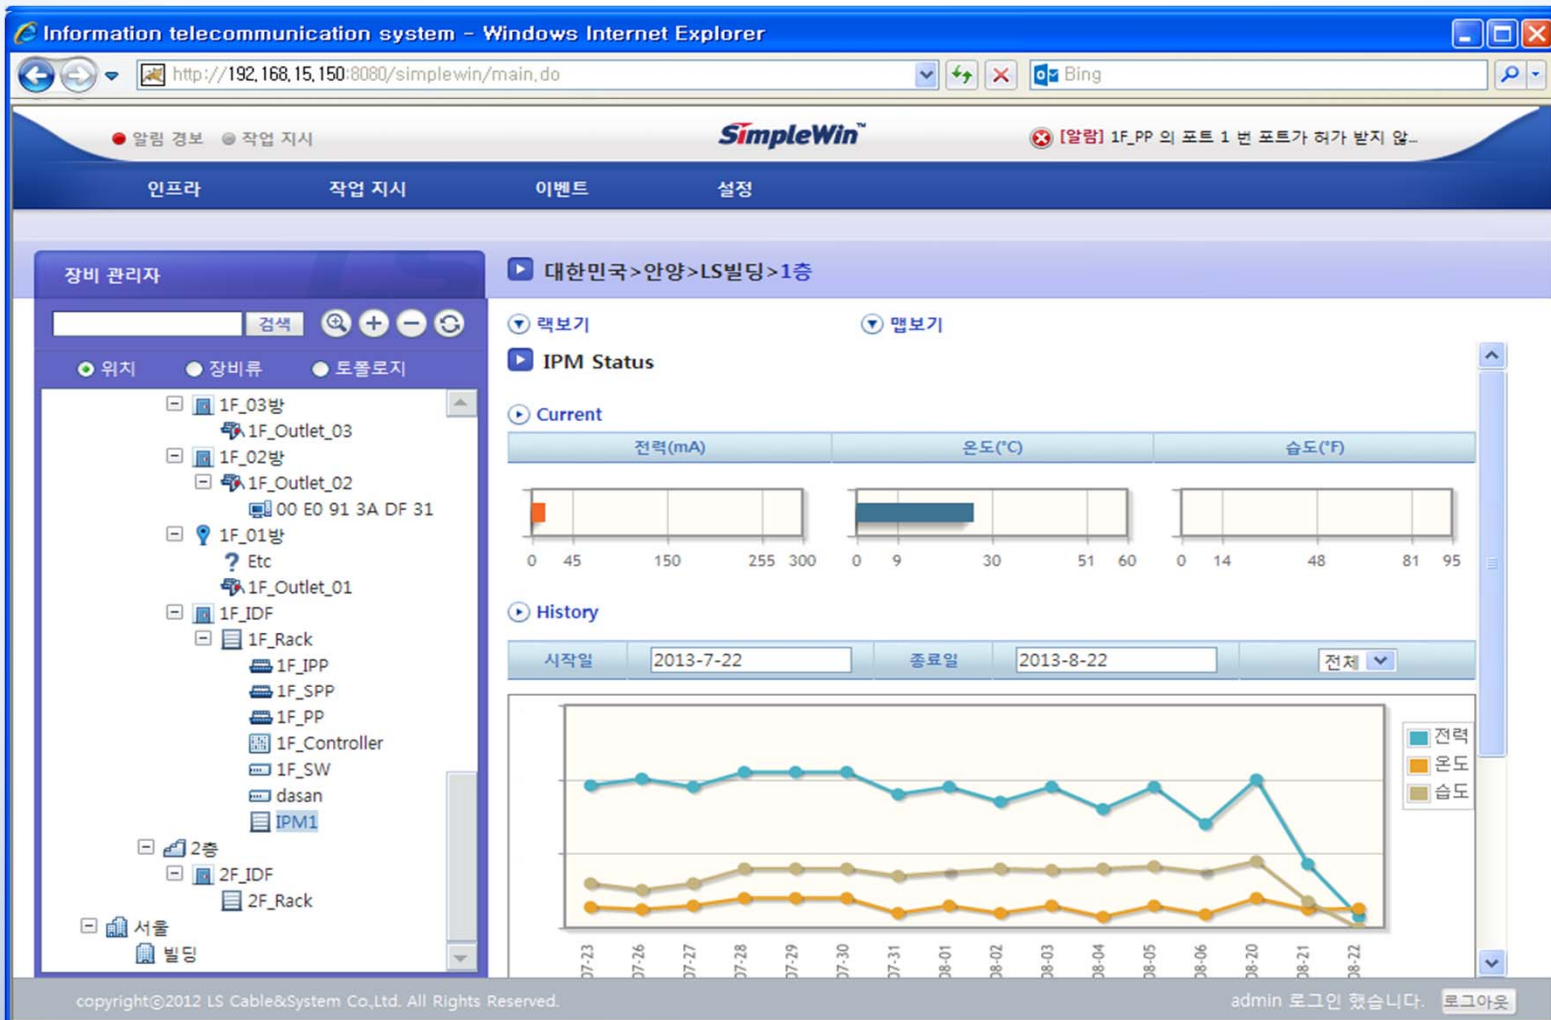 Information telecommunication system - Windows Internet Explorer
http://192,168,15,150:8080/simplewin/main,do
Bing
알림 경보 작업 지시
SimpleWin™
[알람] 1F_PP 의 포트 1 번 포트가 허가 받지 않...
인프라 작업 지시 이벤트 설정
장비 관리자
검색
위치 장비류 토폴로지
1F_03방
1F_Outlet_03
1F_02방
1F_Outlet_02
00 E0 91 3A DF 31
1F_01방
? Etc
1F_Outlet_01
1F_IDF
1F_Rack
1F_IPP
1F_SPP
1F_PP
1F_Controller
1F_SW
dasan
IPM1
2층
2F_IDF
2F_Rack
서울
빌딩
대한민국>안양>LS빌딩>1층
랙보기 맵보기
IPM Status
Current
전력(mA) 온도(°C) 습도(°F)
0 45 150 255 300 0 9 30 51 60 0 14 48 81 95
History
시작일 2013-7-22 종료일 2013-8-22 전체
전력
온도
습도
07-23 07-26 07-27 07-28 07-29 07-30 07-31 08-01 08-02 08-03 08-04 08-05 08-06 08-20 08-21 08-22
copyright©2012 LS Cable&System Co.,Ltd. All Rights Reserved.
admin 로그인 했습니다. 로그아웃